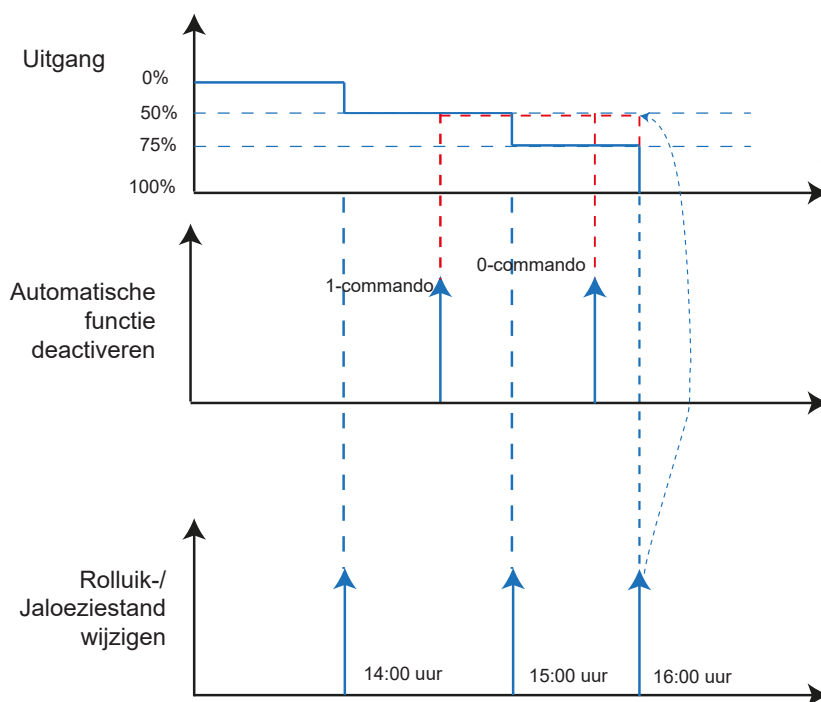 Uitgang
0%
50%
75%
100%
Automatische
functie
deactiveren
1-commando
0-commando
Rolluik-/
Jaloeziestand
wijzigen
14:00 uur
15:00 uur
16:00 uur